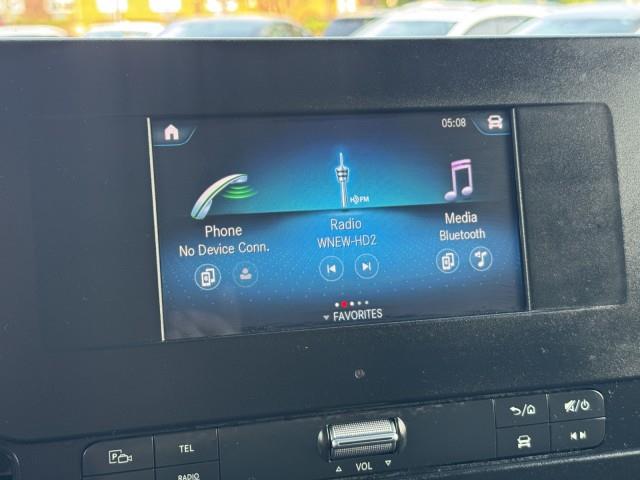 05:08
HD FM
Phone
No Device Conn.
Radio
WNEW-HD2
Media
Bluetooth
FAVORITES
P
TEL
RADIO
VOL